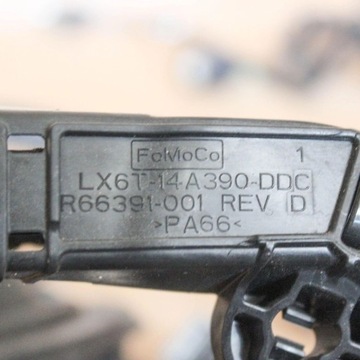 FoMoCo 1
LX6T-14A390-DDC
R66391-001 REV D
>PA66<